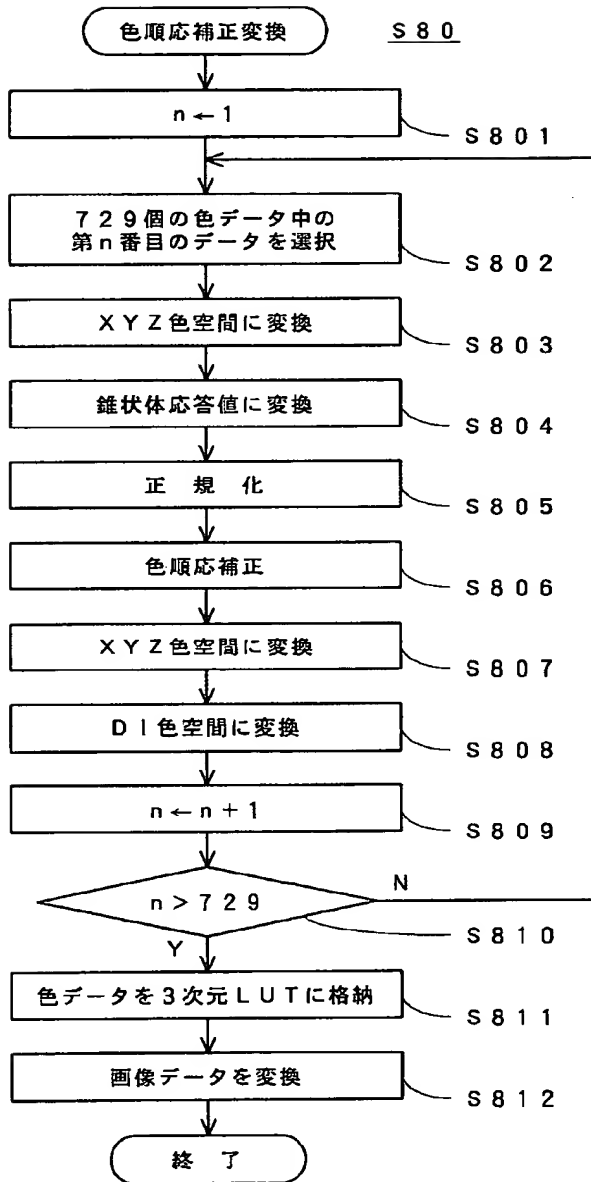 色順応補正変換
S80
n←1
S801
729個の色データ中の
第n番目のデータを選択
S802
XYZ色空間に変換
S803
錐状体応答値に変換
S804
正規化
S805
色順応補正
S806
XYZ色空間に変換
S807
DI色空間に変換
S808
n←n+1
S809
n>729
N
S810
Y
色データを3次元LUTに格納
S811
画像データを変換
S812
終了